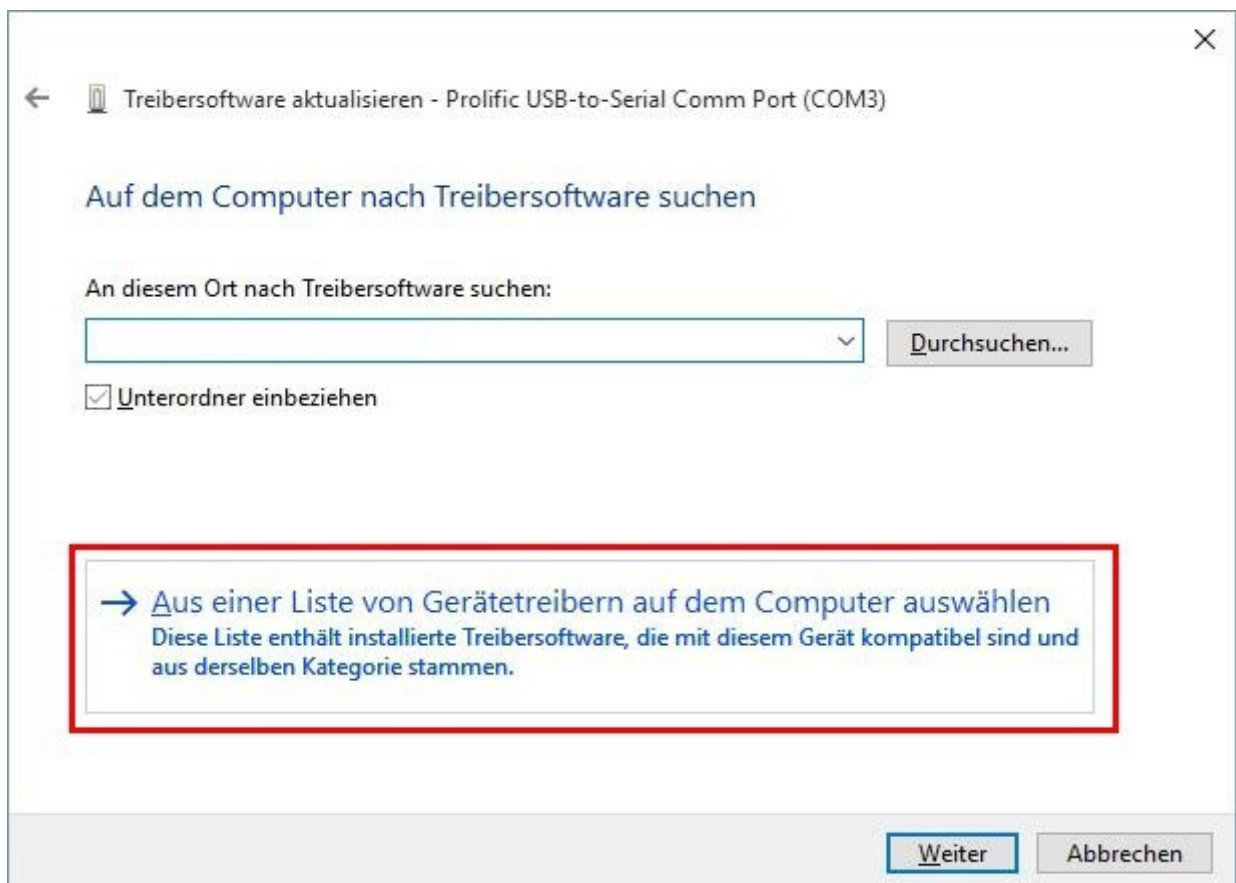 Treibersoftware aktualisieren - Prolific USB-to-Serial Comm Port (COM3)
Auf dem Computer nach Treibersoftware suchen
An diesem Ort nach Treibersoftware suchen:
Durchsuchen...
Unterordner einbeziehen
Aus einer Liste von Gerätetreibern auf dem Computer auswählen
Diese Liste enthält installierte Treibersoftware, die mit diesem Gerät kompatibel sind und
aus derselben Kategorie stammen.
Weiter
Abbrechen